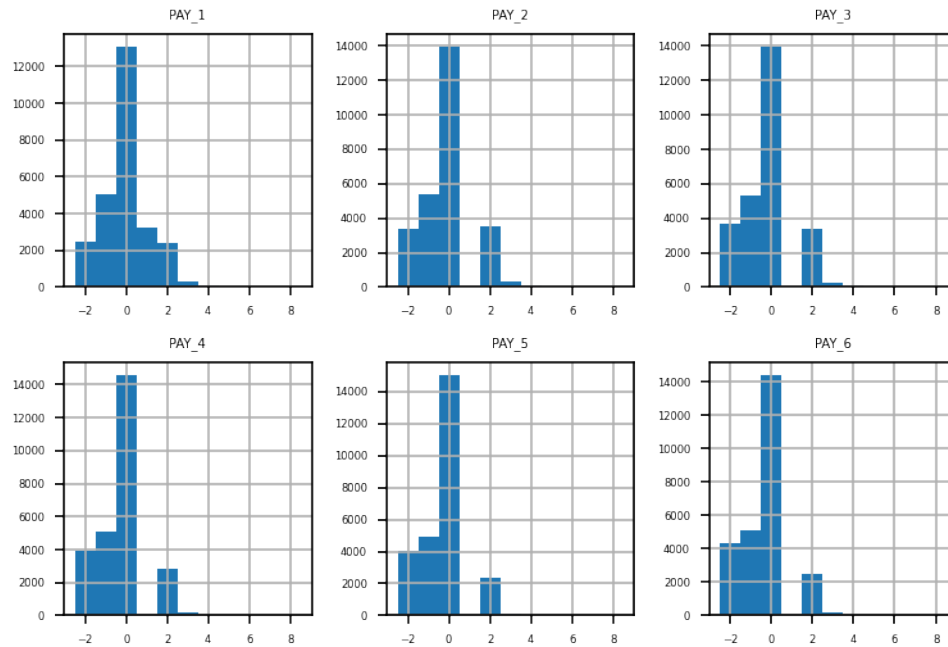 PAY_1 PAY_2 PAY_3
12000 14000 14000
10000 12000 12000
8000 10000 10000
6000 8000 8000
4000 6000 6000
2000 4000 4000
0 2000 2000
0 0
−2 0 2 4 6 8 −2 0 2 4 6 8 −2 0 2 4 6 8
PAY_4 PAY_5 PAY_6
14000 14000 14000
12000 12000 12000
10000 10000 10000
8000 8000 8000
6000 6000 6000
4000 4000 4000
2000 2000 2000
0 0 0
−2 0 2 4 6 8 −2 0 2 4 6 8 −2 0 2 4 6 8